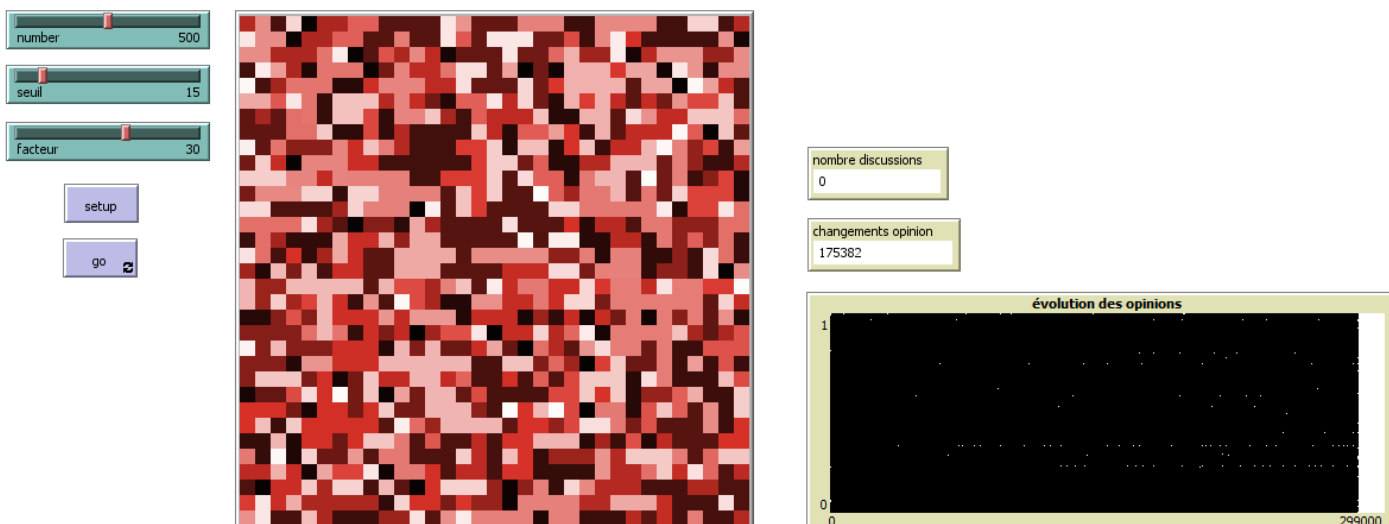 number 500
seuil 15
facteur 30
setup
go
nombre discussions
0
changements opinion
175382
évolution des opinions
1
0
0 299000